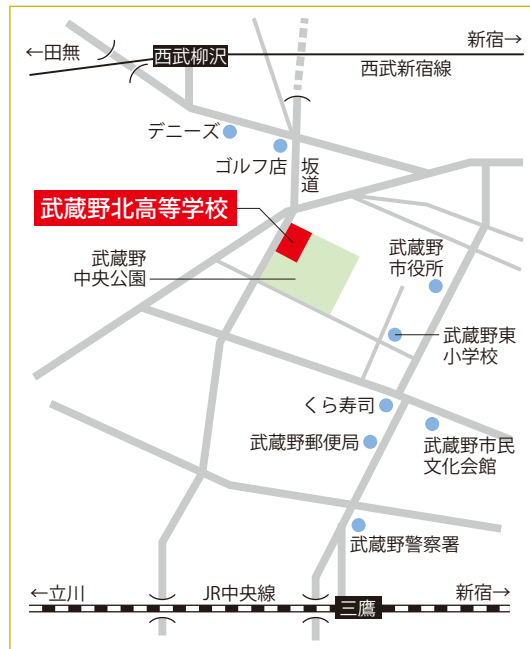 ←田無
新宿→
西武柳沢
西武新宿線
デニーズ
ゴルフ店
坂道
武蔵野北高等学校
武蔵野
中央公園
武蔵野
市役所
武蔵野東
小学校
くら寿司
武蔵野郵便局
武蔵野市民
文化会館
武蔵野警察署
←立川
JR中央線
新宿→
三鷹